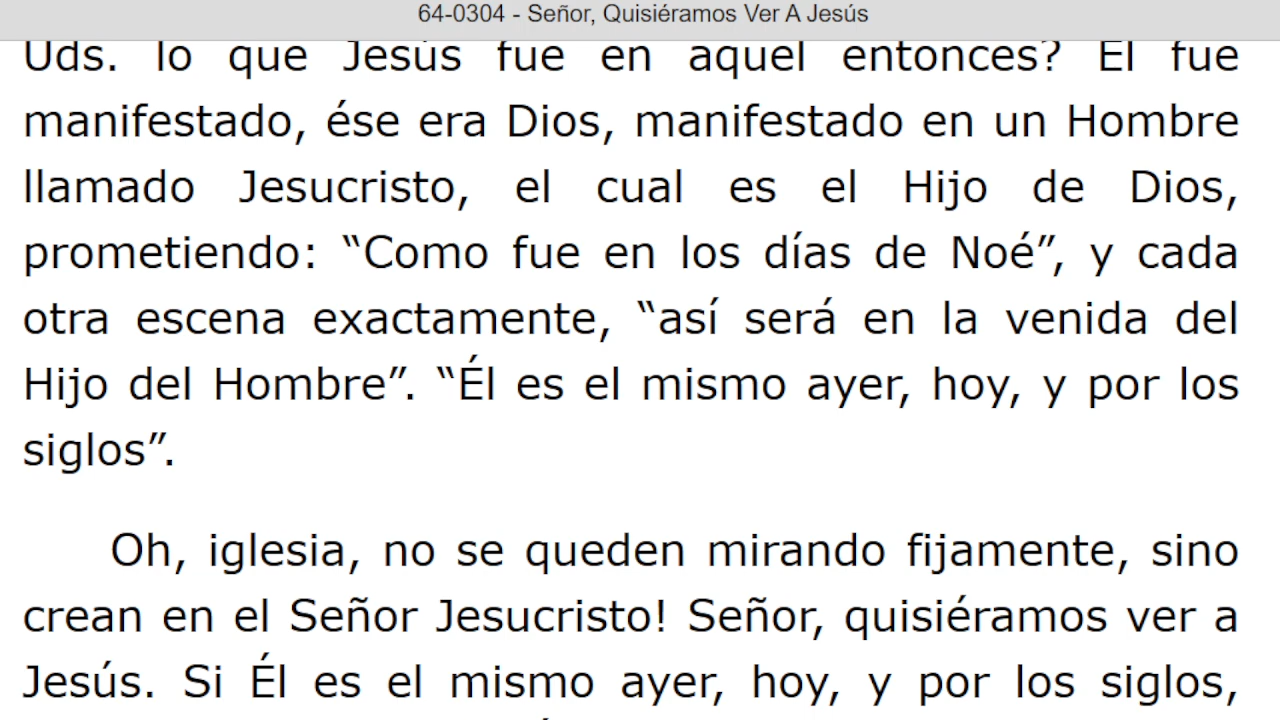 64-0304 - Señor, Quisiéramos Ver A Jesús
Uds. lo que Jesús fue en aquel entonces? Él fue
manifestado, ése era Dios, manifestado en un Hombre
llamado Jesucristo, el cual es el Hijo de Dios,
prometiendo: “Como fue en los días de Noé”, y cada
otra escena exactamente, “así será en la venida del
Hijo del Hombre”. “Él es el mismo ayer, hoy, y por los
siglos”.
Oh, iglesia, no se queden mirando fijamente, sino
crean en el Señor Jesucristo! Señor, quisiéramos ver a
Jesús. Si Él es el mismo ayer, hoy, y por los siglos,